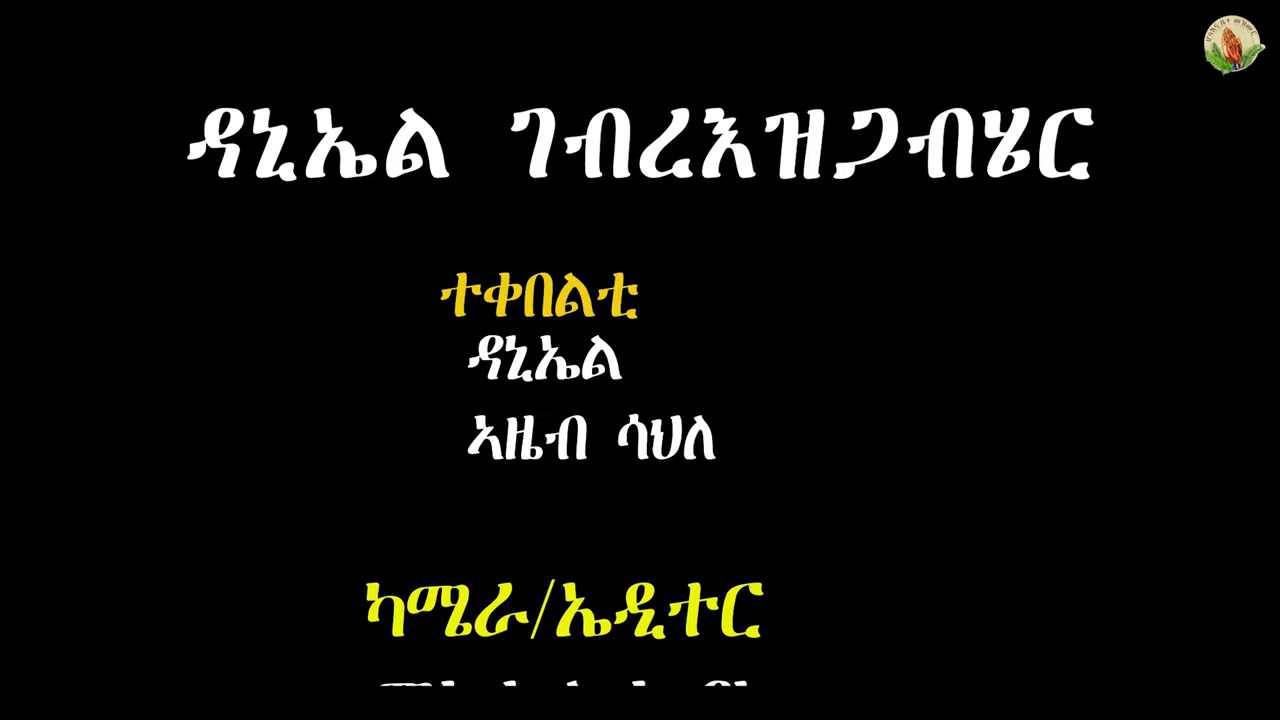 ዳኒኤል ገብረእዝጋብሄር
ተቀበልቲ
ዳኒኤል
ኣዜብ ሳህለ
ካሜራ/ኤዲተር